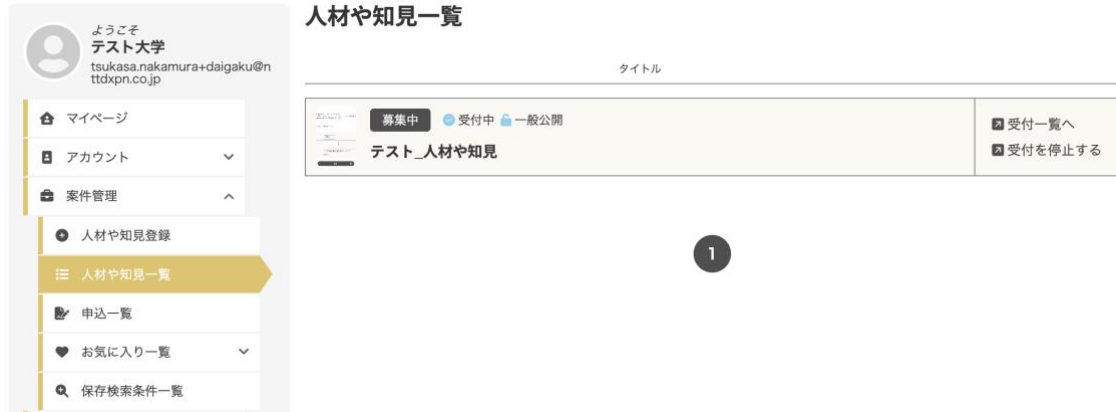 ようこそ
テスト大学
tsukasa.nakamura+daigaku@n
ttdxpn.co.jp
マイページ
アカウント
案件管理
人材や知見登録
人材や知見一覧
申込一覧
お気に入り一覧
保存検索条件一覧
人材や知見一覧
タイトル
募集中 受付中 一般公開
テスト_人材や知見
受付一覧へ
受付を停止する
1